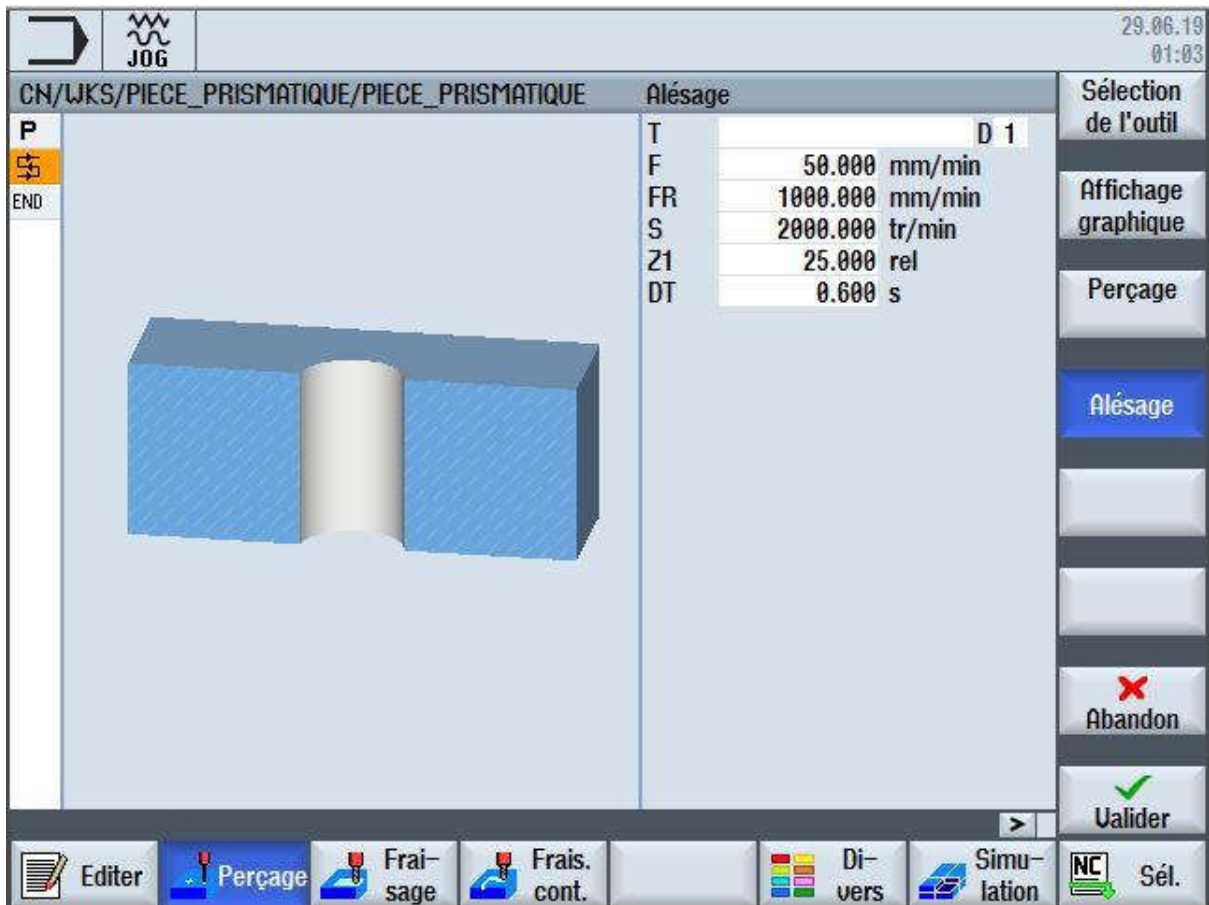 JOG
29.06.19
01:03
CN/WKS/PIECE_PRISMATIQUE/PIECE_PRISMATIQUE
Alésage
P
END
T D 1
F 50.000 mm/min
FR 1000.000 mm/min
S 2000.000 tr/min
Z1 25.000 rel
DT 0.600 s
Sélection
de l'outil
Affichage
graphique
Perçage
Alésage
Abandon
Valider
>
Editer
Perçage
Frai-
sage
Frais.
cont.
Di-
vers
Simu-
lation
NC
Sél.